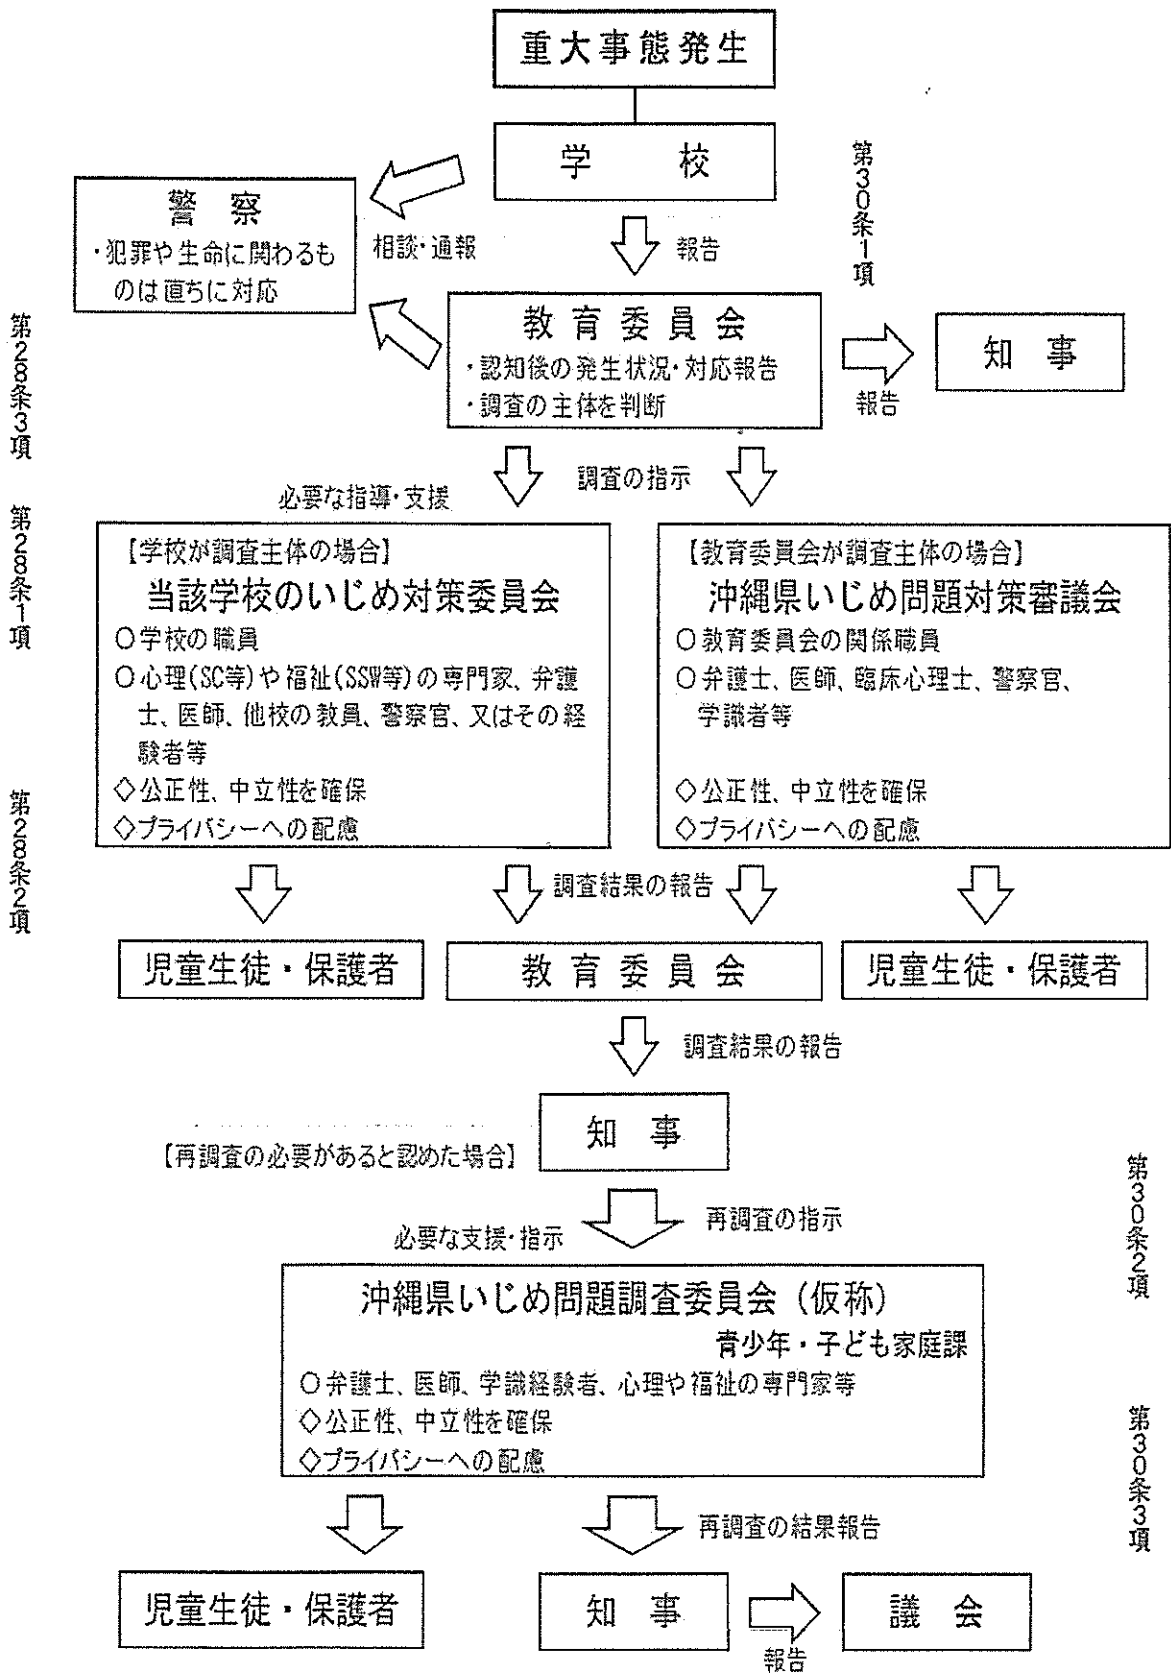 重大事態発生
学　　校
第30条1項
警　察
・犯罪や生命に関わるも
のは直ちに対応
相談・通報
報告
教 育 委 員 会
・認知後の発生状況・対応報告
・調査の主体を判断
知　事
報告
第28条3項
調査の指示
必要な指導・支援
第28条1項
【学校が調査主体の場合】
当該学校のいじめ対策委員会
○学校の職員
○心理(SC等)や福祉(SSW等)の専門家、弁護
士、医師、他校の教員、警察官、又はその経
験者等
◇公正性、中立性を確保
◇プライバシーへの配慮
【教育委員会が調査主体の場合】
沖縄県いじめ問題対策審議会
○教育委員会の関係職員
○弁護士、医師、臨床心理士、警察官、
学識者等
◇公正性、中立性を確保
◇プライバシーへの配慮
第28条2項
調査結果の報告
児童生徒・保護者
教 育 委 員 会
児童生徒・保護者
調査結果の報告
知　事
【再調査の必要があると認めた場合】
第30条2項
再調査の指示
必要な支援・指示
沖縄県いじめ問題調査委員会（仮称）
青少年・子ども家庭課
○弁護士、医師、学識経験者、心理や福祉の専門家等
◇公正性、中立性を確保
◇プライバシーへの配慮
第30条3項
再調査の結果報告
児童生徒・保護者
知　事
議　会
報告